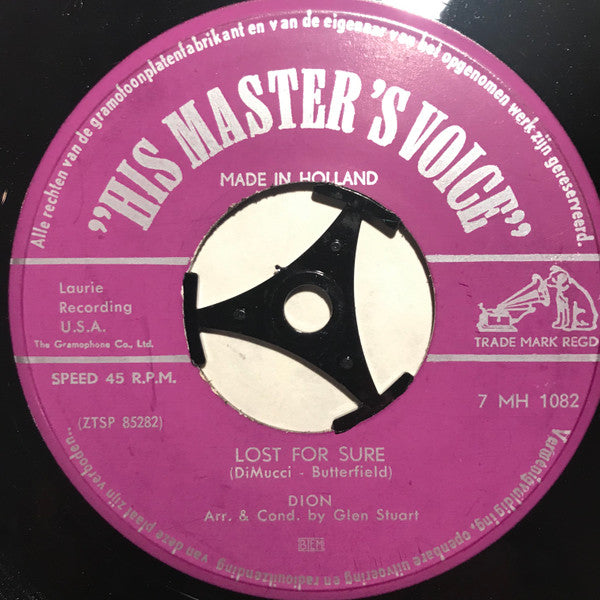 Alle rechten van de gramofoonplatenfabrikant en van de eigenaar van het opgenomen werk zijn gereserveerd.
"HIS MASTER'S VOICE"
MADE IN HOLLAND
Laurie
Recording
U.S.A.
The Gramophone Co., Ltd.
TRADE MARK REGD
SPEED 45 R.P.M.
7 MH 1082
(ZTSP 85282)
LOST FOR SURE
(DiMucci - Butterfield)
DION
Arr. & Cond. by Glen Stuart
BIEM
Vermenigvuldiging, openbare uitvoering en radiouitzending van deze plaat zijn verboden..